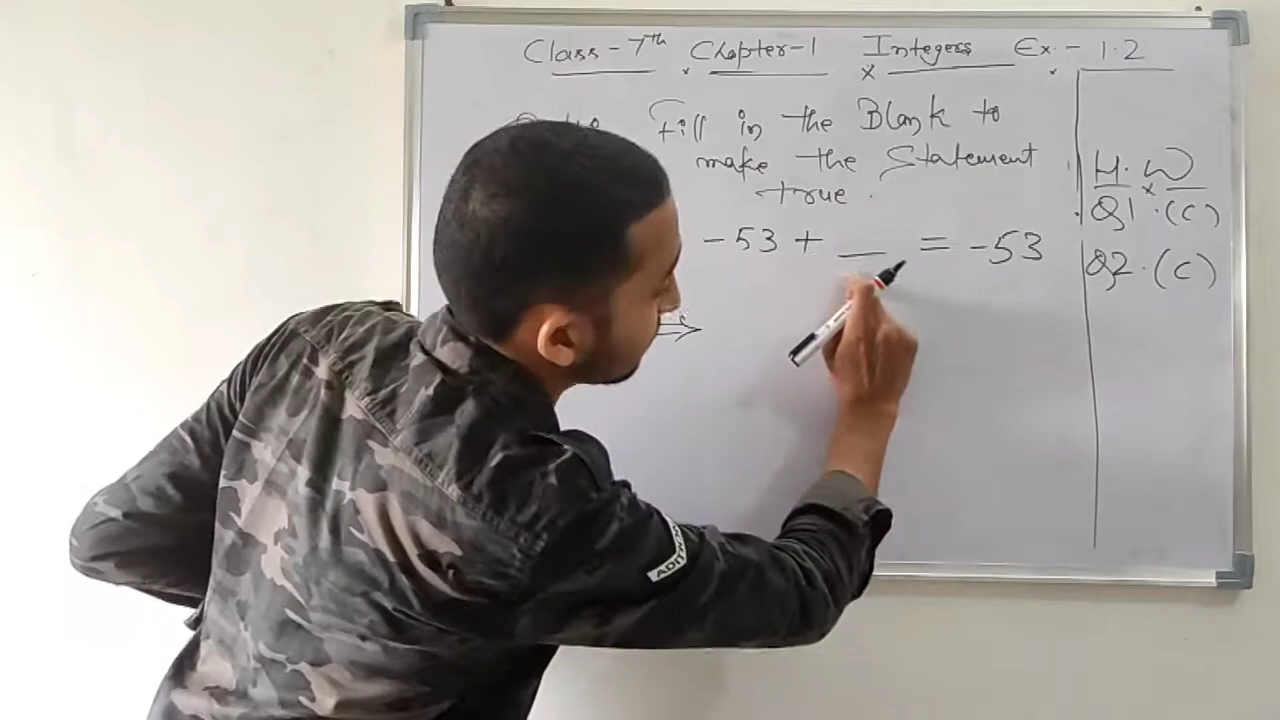 Class-7th Chapter-1 Integers Ex.- 1.2
Fill in the Blank to
make the Statement
true.
-53 + __ = -53
H.W
Q1.(C)
Q2.(C)